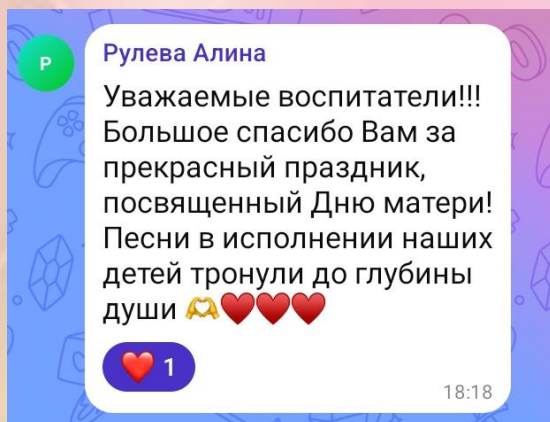 Р
Рулева Алина
Уважаемые воспитатели!!!
Большое спасибо Вам за
прекрасный праздник,
посвященный Дню матери!
Песни в исполнении наших
детей тронули до глубины
души 🫶❤️❤️❤️
❤️ 1
18:18